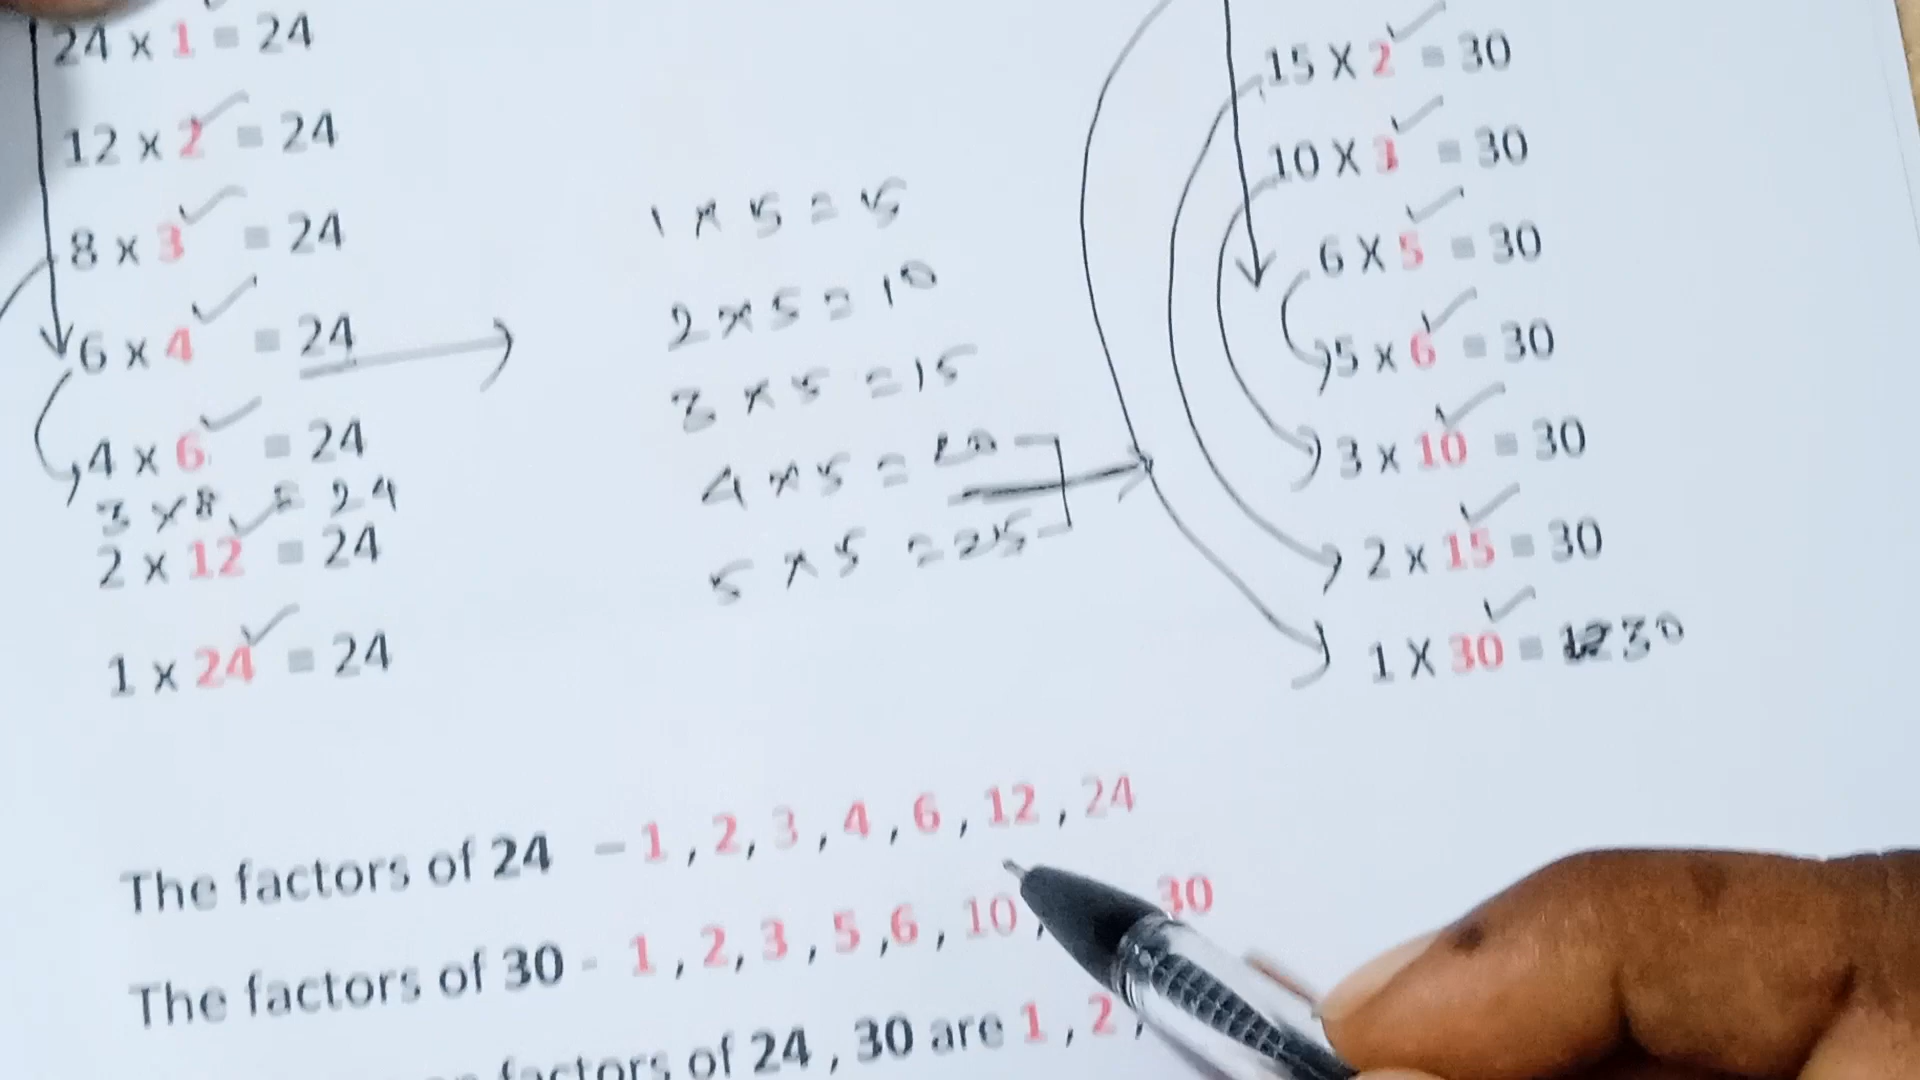 24 x 1 = 24
12 x 2 = 24
8 x 3 = 24
6 x 4 = 24
4 x 6 = 24
3 x 8 = 24
2 x 12 = 24
1 x 24 = 24
1 x 5 = 5
2 x 5 = 10
3 x 5 = 15
4 x 5 = 20
5 x 5 = 25
15 X 2 = 30
10 X 3 = 30
6 X 5 = 30
5 x 6 = 30
3 x 10 = 30
2 x 15 = 30
1 X 30 = 30
The factors of 24 – 1 , 2, 3 , 4 , 6 , 12 , 24
The factors of 30 - 1 , 2, 3 , 5 ,6 , 10 , 30
factors of 24 , 30 are 1 , 2 ,